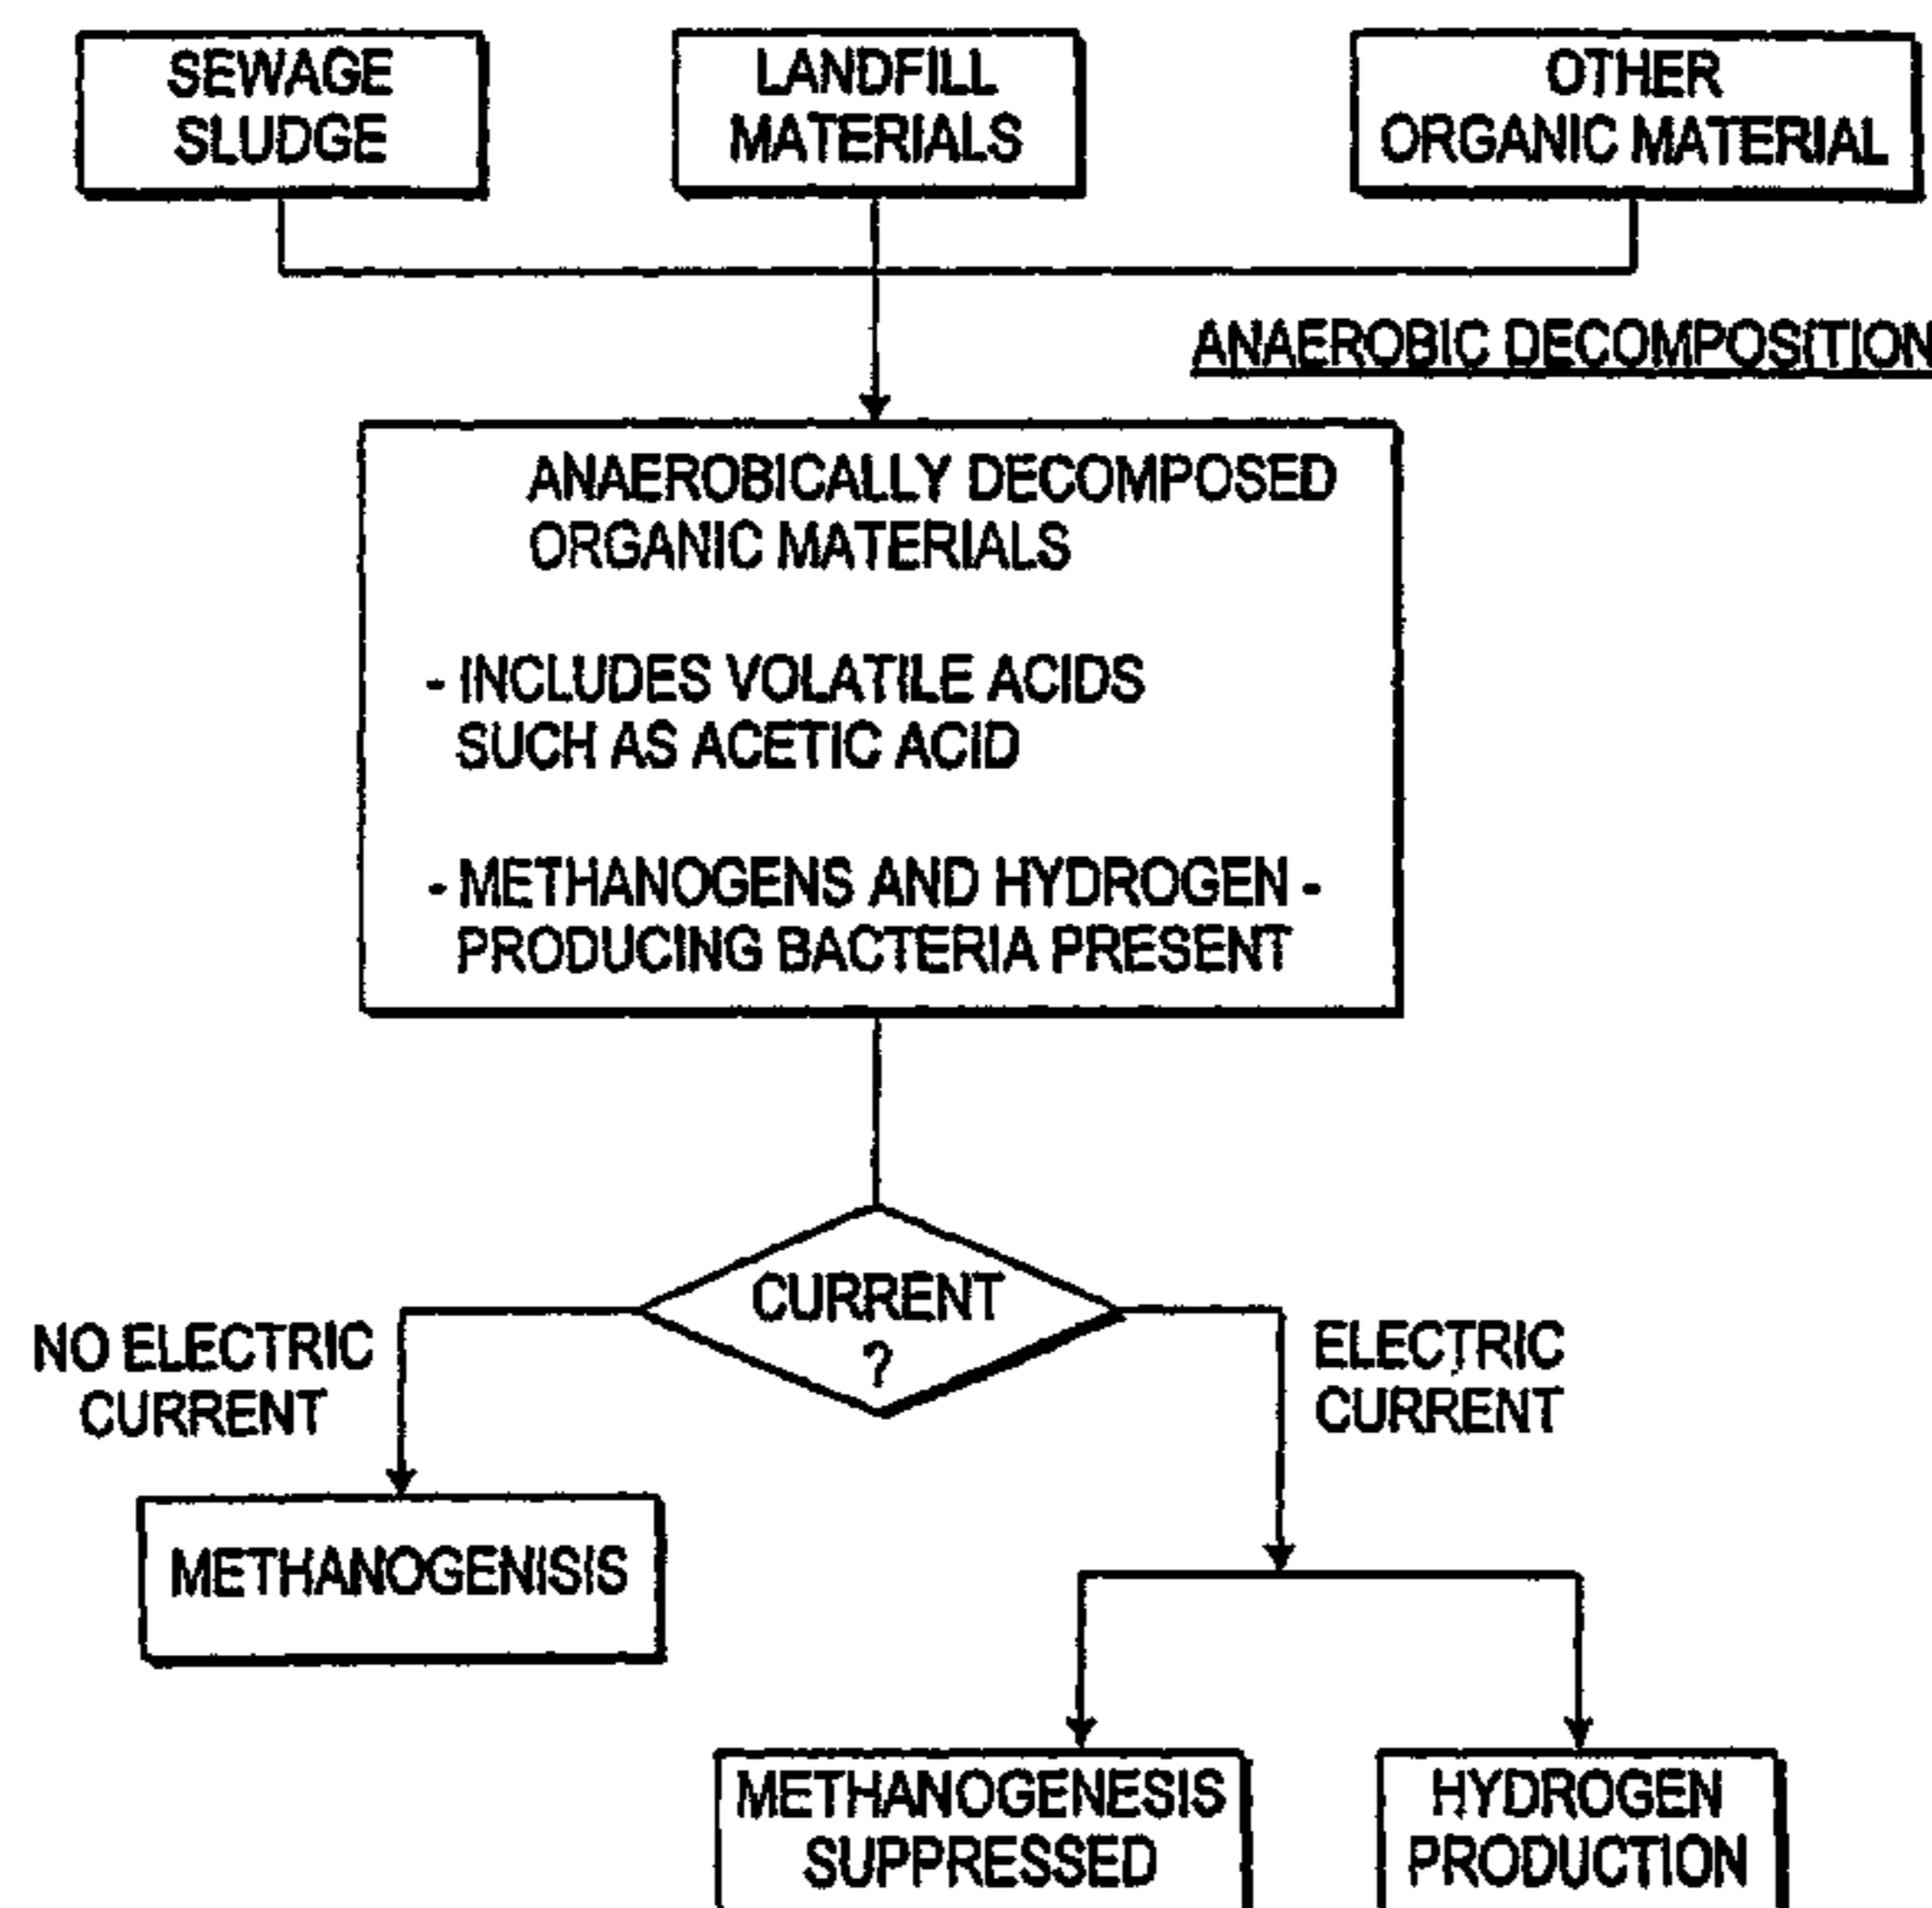 SEWAGE
SLUDGE
LANDFILL
MATERIALS
OTHER
ORGANIC MATERIAL
ANAEROBIC DECOMPOSITION
ANAEROBICALLY DECOMPOSED
ORGANIC MATERIALS
- INCLUDES VOLATILE ACIDS
SUCH AS ACETIC ACID
- METHANOGENS AND HYDROGEN -
PRODUCING BACTERIA PRESENT
CURRENT
?
NO ELECTRIC
CURRENT
ELECTRIC
CURRENT
METHANOGENISIS
METHANOGENESIS
SUPPRESSED
HYDROGEN
PRODUCTION